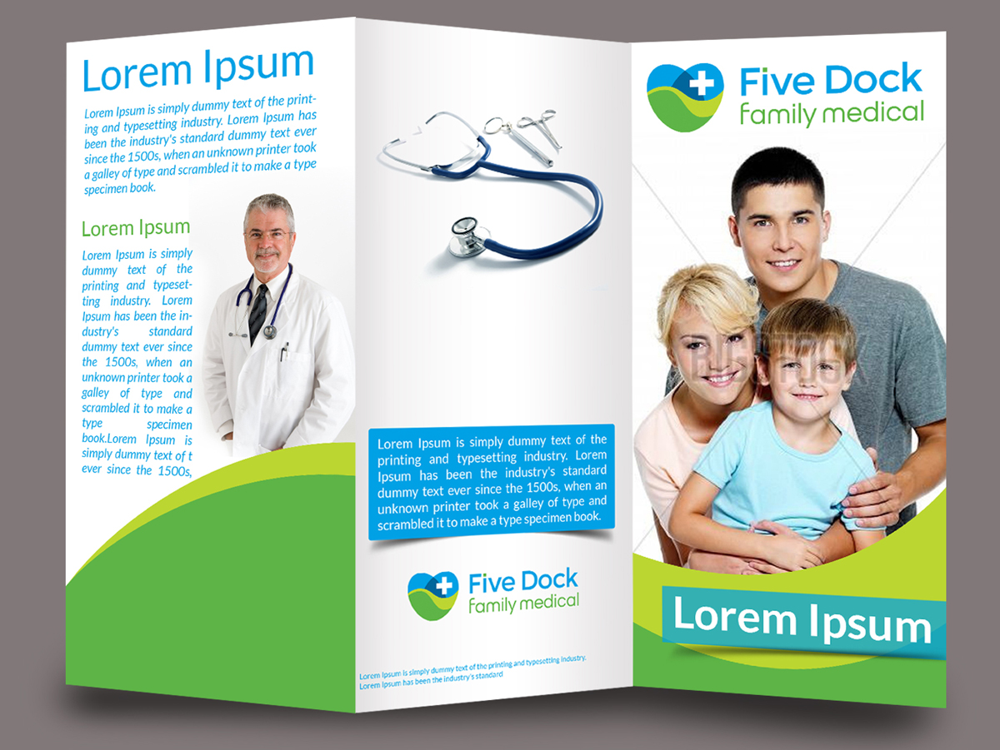 Lorem Ipsum
Lorem Ipsum is simply dummy text of the print-
ing and typesetting industry. Lorem Ipsum has
been the industry's standard dummy text ever
since the 1500s, when an unknown printer took
a galley of type and scrambled it to make a type
specimen book.
Lorem Ipsum
Lorem Ipsum is simply
dummy text of the
printing and typeset-
ting industry. Lorem
Ipsum has been the in-
dustry's standard
dummy text ever since
the 1500s, when an
unknown printer took a
galley of type and
scrambled it to make a
type specimen
book.Lorem Ipsum is
simply dummy text of t
ever since the 1500s,
Lorem Ipsum is simply dummy text of the
printing and typesetting industry. Lorem
Ipsum has been the industry's standard
dummy text ever since the 1500s, when an
unknown printer took a galley of type and
scrambled it to make a type specimen book.
Five Dock
family medical
Lorem Ipsum is simply dummy text of the printing and typesetting industry.
Lorem Ipsum has been the industry's standard
Five Dock
family medical
Lorem Ipsum